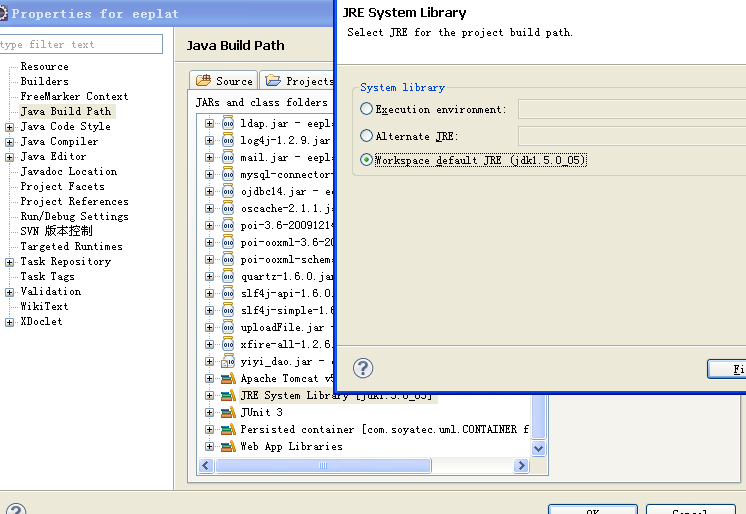 Properties for eeplat
type filter text
Resource
Builders
FreeMarker Context
Java Build Path
Java Code Style
Java Compiler
Java Editor
Javadoc Location
Project Facets
Project References
Run/Debug Settings
SVN 版本控制
Targeted Runtimes
Task Repository
Task Tags
Validation
WikiText
XDoclet
Java Build Path
Source
Projects
JARs and class folders
ldap.jar - eepl
log4j-1.2.9.jar
mail.jar - eepl
mysql-connector-
ojdbc14.jar - ee
oscache-2.1.1.j
poi-3.6-20091214
poi-ooxml-3.6-20
poi-ooxml-schem
quartz-1.6.0.jar
slf4j-api-1.6.0.
slf4j-simple-1.6
uploadFile.jar -
xfire-all-1.2.6.
yiyi_dao.jar -
Apache Tomcat v5
JRE System Library [jdk1.5.0_05]
JUnit 3
Persisted container [com.soyatec.uml.CONTAINER f
Web App Libraries
JRE System Library
Select JRE for the project build path.
System library
Execution environment:
Alternate JRE:
Workspace default JRE (jdk1.5.0_05)
Fi
OK
Cancel